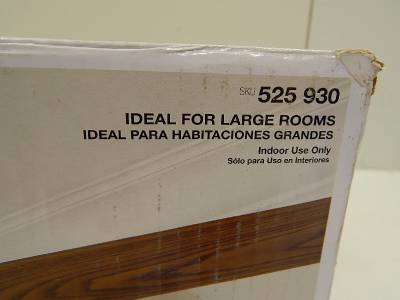 SKU 525 930
IDEAL FOR LARGE ROOMS
IDEAL PARA HABITACIONES GRANDES
Indoor Use Only
Sólo para Uso en Interiores